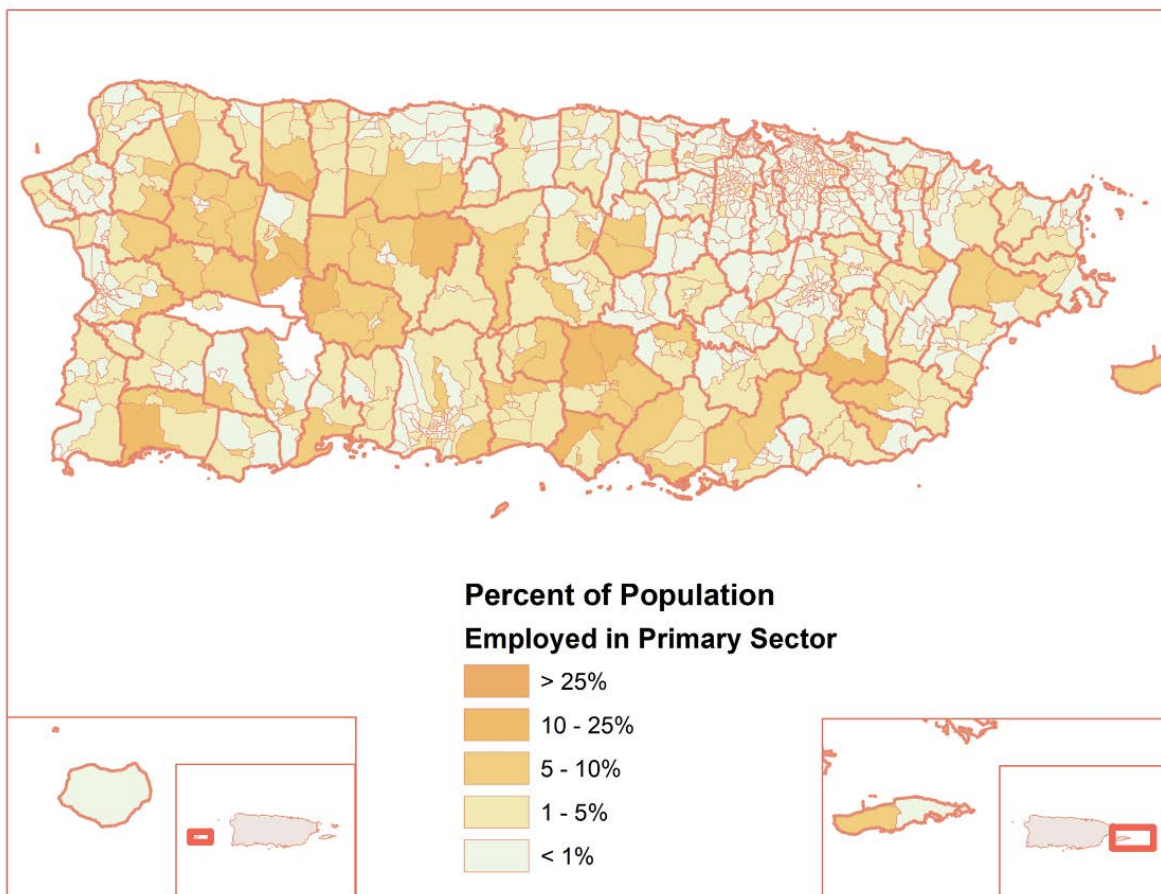 Percent of Population
Employed in Primary Sector
> 25%
10 - 25%
5 - 10%
1 - 5%
< 1%